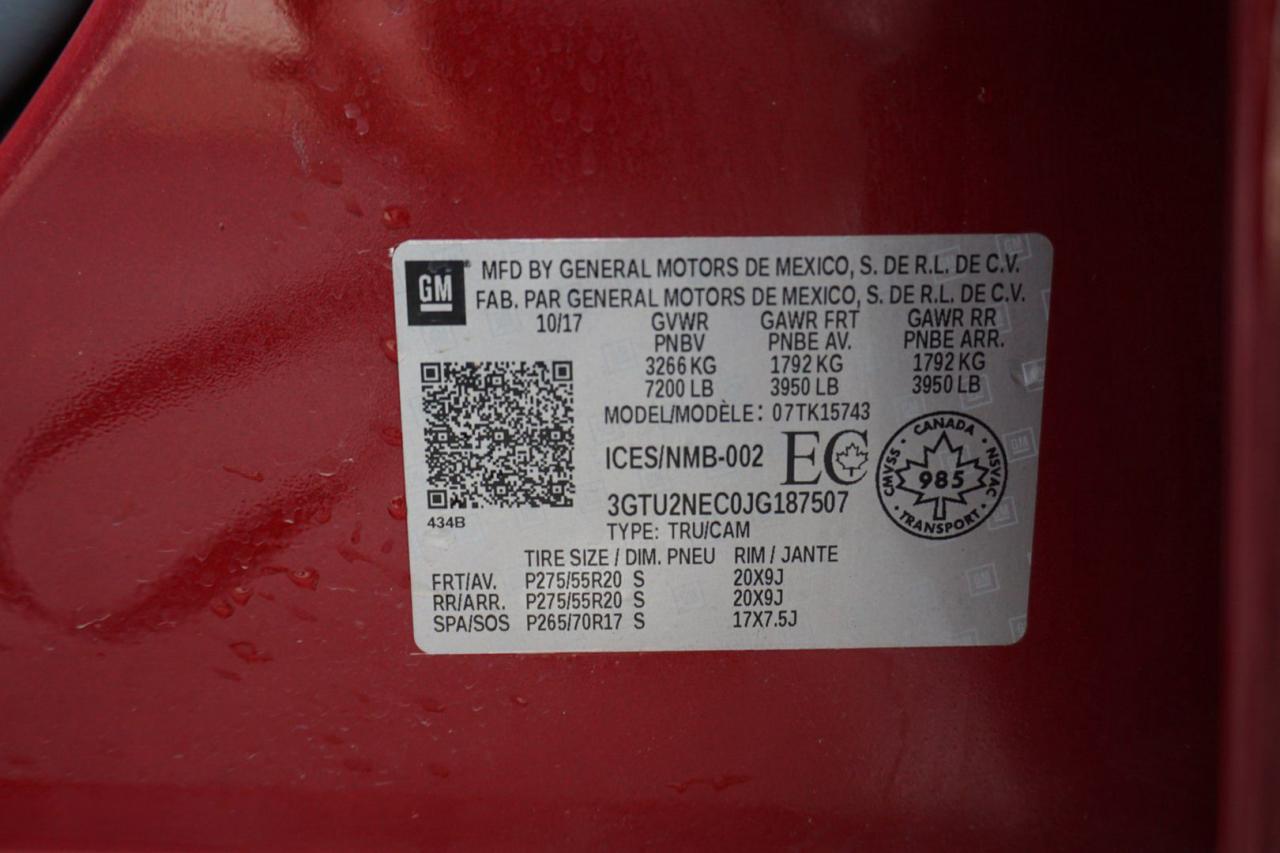 GM® MFD BY GENERAL MOTORS DE MEXICO, S. DE R.L. DE C.V.
FAB. PAR GENERAL MOTORS DE MEXICO, S. DE R.L. DE C.V.
10/17 GVWR GAWR FRT GAWR RR
PNBV PNBE AV. PNBE ARR.
3266 KG 1792 KG 1792 KG
7200 LB 3950 LB 3950 LB
MODEL/MODÈLE: 07TK15743
ICES/NMB-002 EC
CANADA
CMVSS 985 NSVAC
TRANSPORT
3GTU2NEC0JG187507
434B
TYPE: TRU/CAM
TIRE SIZE / DIM. PNEU RIM / JANTE
FRT/AV. P275/55R20 S 20X9J
RR/ARR. P275/55R20 S 20X9J
SPA/SOS P265/70R17 S 17X7.5J